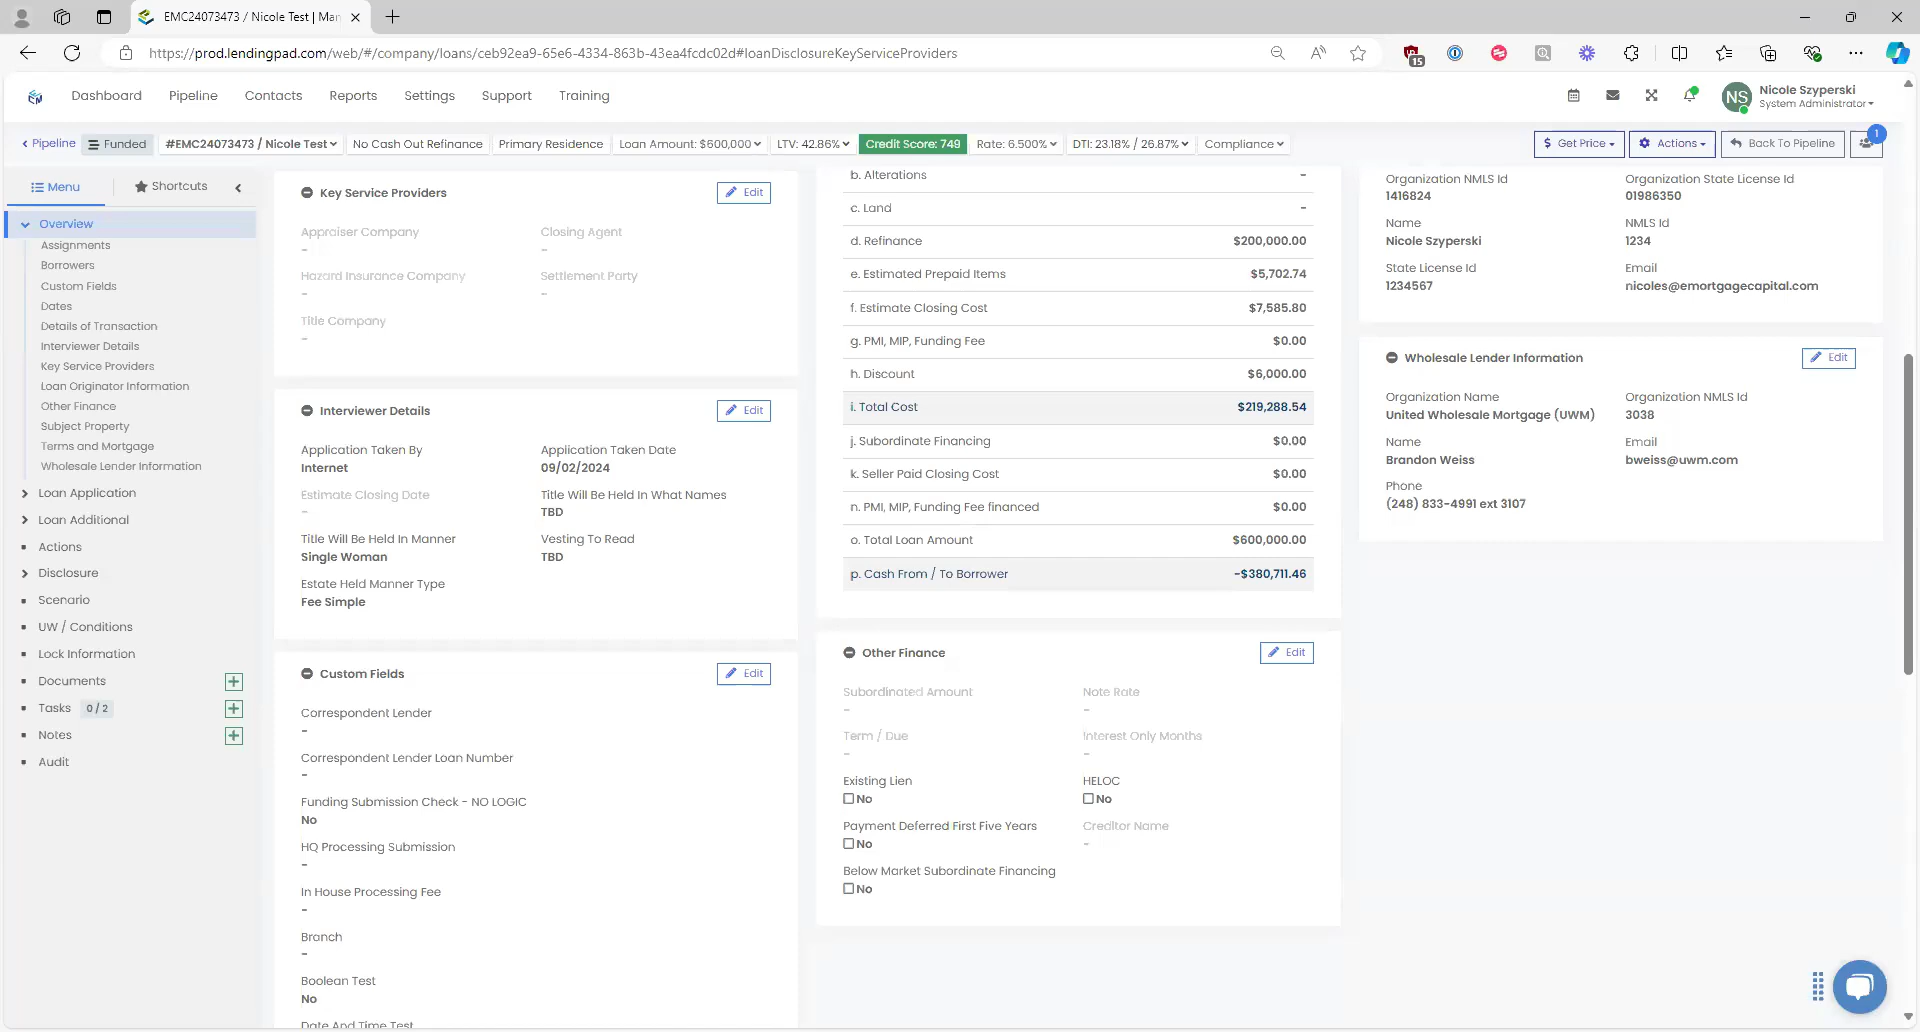 EMC24073473 / Nicole Test | Mar
https://prod.lendingpad.com/web/#/company/loans/ceb92ea9-65e6-4334-863b-43ea4fcdc02d#loanDisclosureKeyServiceProviders
15
Dashboard Pipeline Contacts Reports Settings Support Training
NS Nicole Szyperski
System Administrator
Pipeline Funded #EMC24073473 / Nicole Test No Cash Out Refinance Primary Residence Loan Amount: $600,000 LTV: 42.86% Credit Score: 749 Rate: 6.500% DTI: 23.18% / 26.87% Compliance $ Get Price Actions Back To Pipeline 1
Menu Shortcuts
Overview
Assignments
Borrowers
Custom Fields
Dates
Details of Transaction
Interviewer Details
Key Service Providers
Loan Originator Information
Other Finance
Subject Property
Terms and Mortgage
Wholesale Lender Information
Loan Application
Loan Additional
Actions
Disclosure
Scenario
UW / Conditions
Lock Information
Documents
Tasks 0 / 2
Notes
Audit
Key Service Providers Edit
Appraiser Company Closing Agent
- -
Hazard Insurance Company Settlement Party
- -
Title Company
-
Interviewer Details Edit
Application Taken By Application Taken Date
Internet 09/02/2024
Estimate Closing Date Title Will Be Held In What Names
- TBD
Title Will Be Held In Manner Vesting To Read
Single Woman TBD
Estate Held Manner Type
Fee Simple
Custom Fields Edit
Correspondent Lender
-
Correspondent Lender Loan Number
-
Funding Submission Check - NO LOGIC
No
HQ Processing Submission
-
In House Processing Fee
-
Branch
-
Boolean Test
No
Date And Time Test
b. Alterations -
c. Land -
d. Refinance $200,000.00
e. Estimated Prepaid Items $5,702.74
f. Estimate Closing Cost $7,585.80
g. PMI, MIP, Funding Fee $0.00
h. Discount $6,000.00
i. Total Cost $219,288.54
j. Subordinate Financing $0.00
k. Seller Paid Closing Cost $0.00
n. PMI, MIP, Funding Fee financed $0.00
o. Total Loan Amount $600,000.00
p. Cash From / To Borrower -$380,711.46
Other Finance Edit
Subordinated Amount Note Rate
- -
Term / Due Interest Only Months
- -
Existing Lien HELOC
No No
Payment Deferred First Five Years Creditor Name
No -
Below Market Subordinate Financing
No
Organization NMLS Id Organization State License Id
1416824 01986350
Name NMLS Id
Nicole Szyperski 1234
State License Id Email
1234567 nicoles@emortgagecapital.com
Wholesale Lender Information Edit
Organization Name Organization NMLS Id
United Wholesale Mortgage (UWM) 3038
Name Email
Brandon Weiss bweiss@uwm.com
Phone
(248) 833-4991 ext 3107